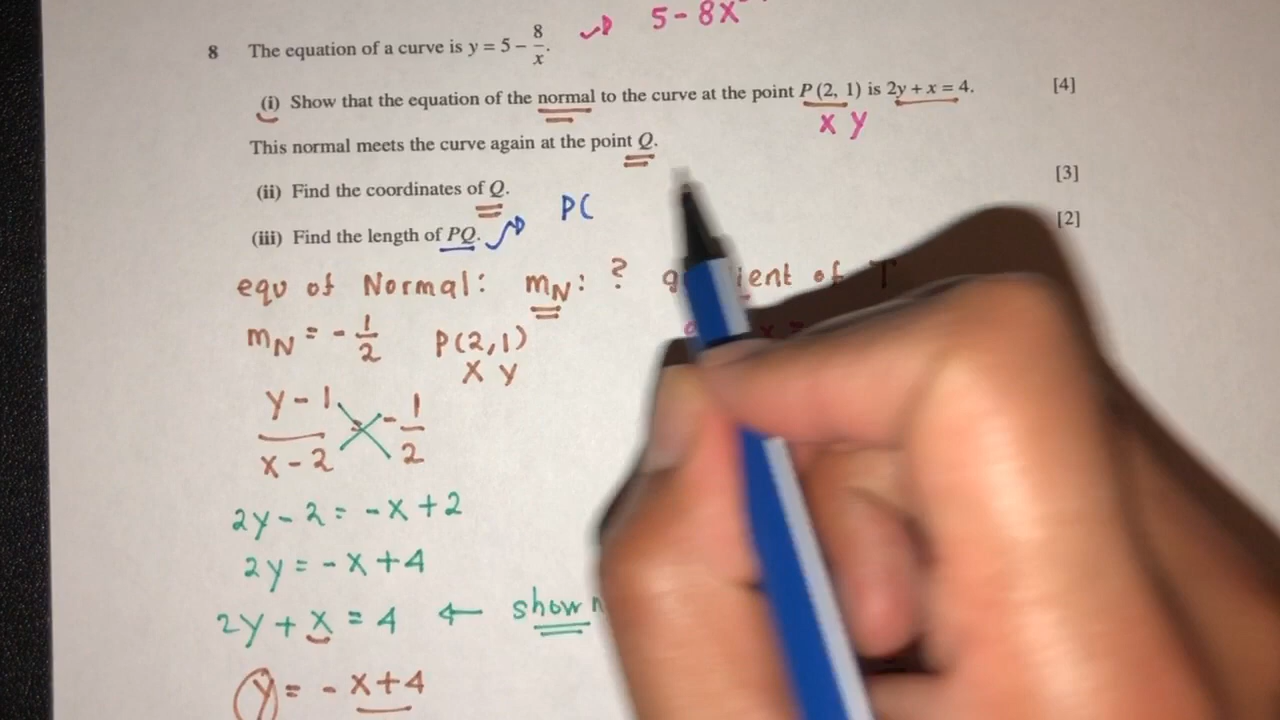 5 - 8x
8 The equation of a curve is y = 5 - 8/x.
(i) Show that the equation of the normal to the curve at the point P (2, 1) is 2y + x = 4. [4]
x y
This normal meets the curve again at the point Q.
(ii) Find the coordinates of Q. [3]
P(
(iii) Find the length of PQ. [2]
equ of Normal: mN: ? of T
mN = - 1/2 P(2,1)
x y
y - 1 / x - 2 = - 1/2
2y - 2 = -x + 2
2y = -x + 4
2y + x = 4 ← shown
y = - x + 4